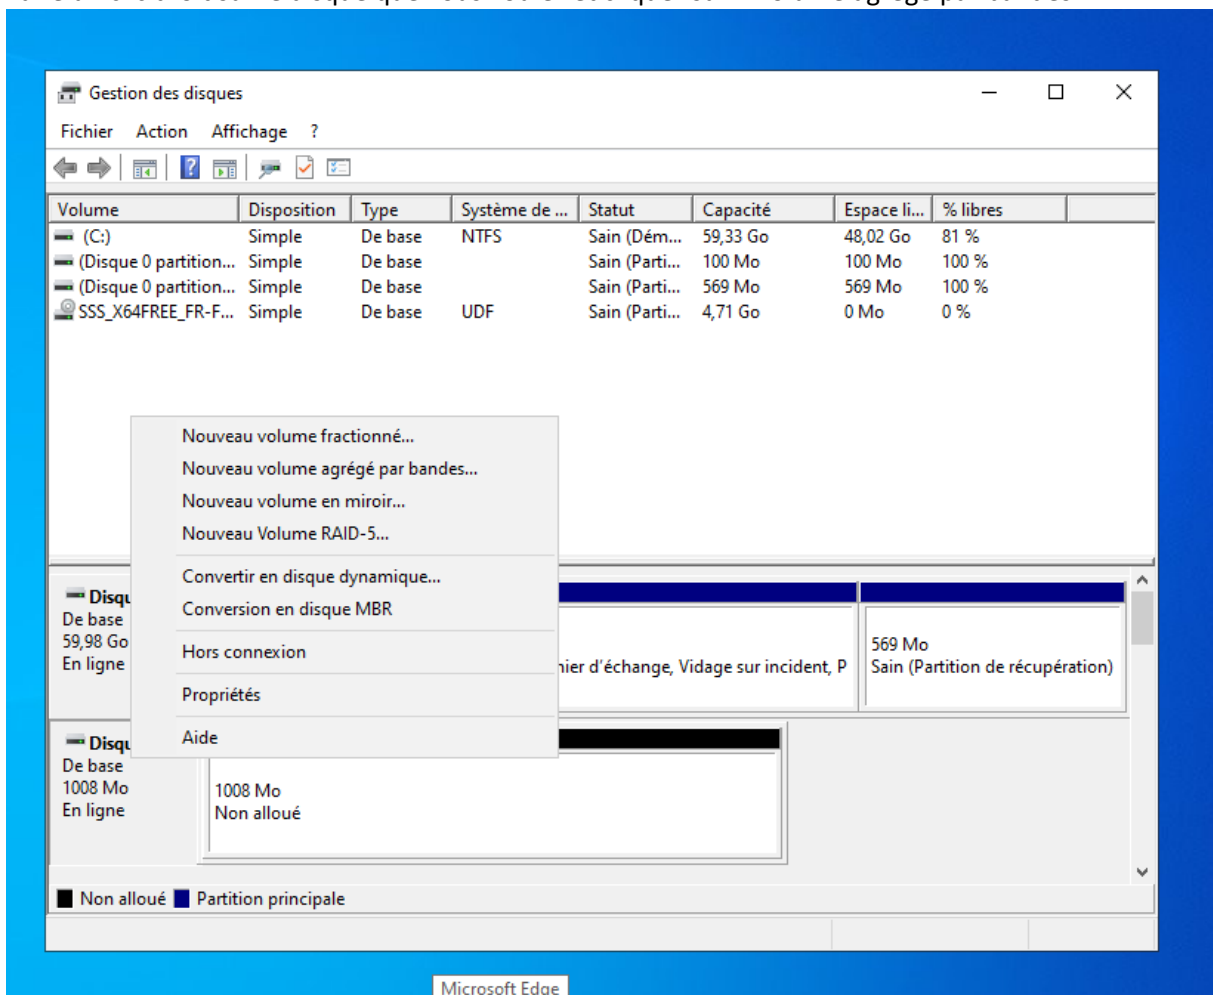 Gestion des disques
Fichier Action Affichage ?
Volume Disposition Type Système de ... Statut Capacité Espace li... % libres
(C:) Simple De base NTFS Sain (Dém... 59,33 Go 48,02 Go 81 %
(Disque 0 partition... Simple De base Sain (Parti... 100 Mo 100 Mo 100 %
(Disque 0 partition... Simple De base Sain (Parti... 569 Mo 569 Mo 100 %
SSS_X64FREE_FR-F... Simple De base UDF Sain (Parti... 4,71 Go 0 Mo 0 %
Nouveau volume fractionné...
Nouveau volume agrégé par bandes...
Nouveau volume en miroir...
Nouveau Volume RAID-5...
Convertir en disque dynamique...
Conversion en disque MBR
Hors connexion
Propriétés
Aide
De base
59,98 Go
En ligne
d'échange, Vidage sur incident, P
569 Mo
Sain (Partition de récupération)
De base
1008 Mo
En ligne
1008 Mo
Non alloué
Non alloué Partition principale
Microsoft Edge